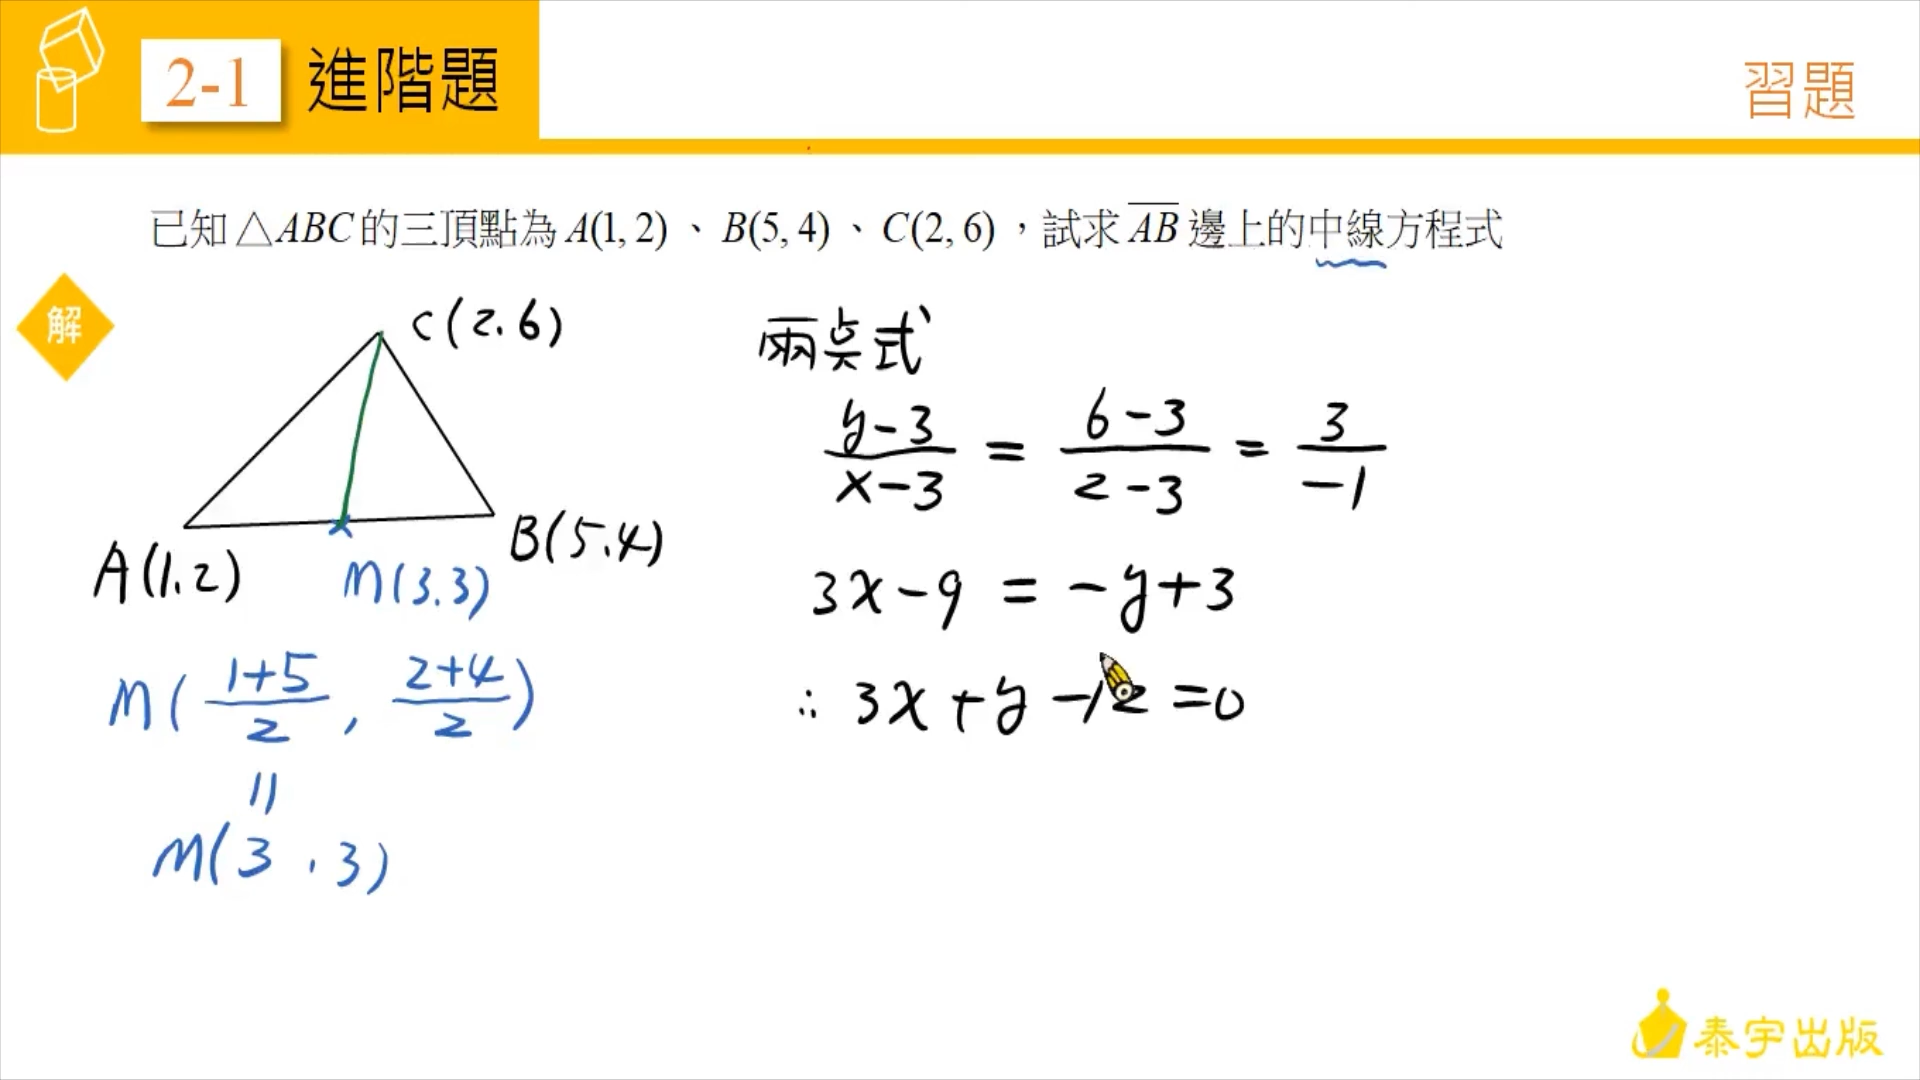 2-1 進階題
習題
已知△ABC的三頂點為A(1, 2)、B(5, 4)、C(2, 6)，試求AB邊上的中線方程式
解
C(2.6)
A(1.2)
B(5.4)
M(3.3)
M(1+5/2, 2+4/2)
=
M(3.3)
兩点式
y-3/x-3 = 6-3/2-3 = 3/-1
3x-9 = -y+3
∴ 3x+y-12=0
泰宇出版